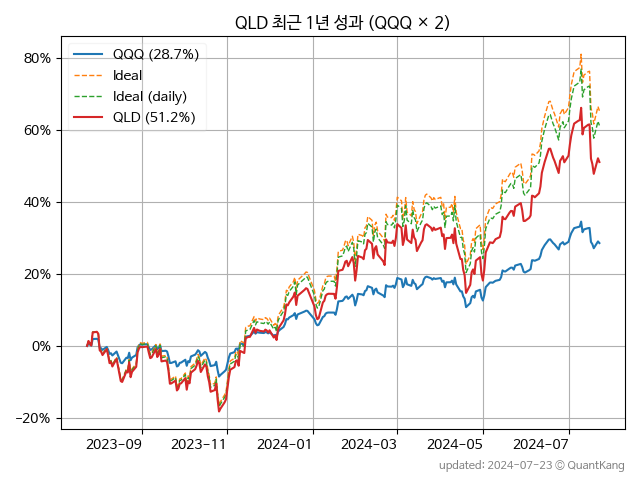 QLD 최근 1년 성과 (QQQ × 2)
QQQ (28.7%)
Ideal
Ideal (daily)
QLD (51.2%)
80%
60%
40%
20%
0%
−20%
2023−09
2023−11
2024−01
2024−03
2024−05
2024−07
updated: 2024-07-23 © QuantKang